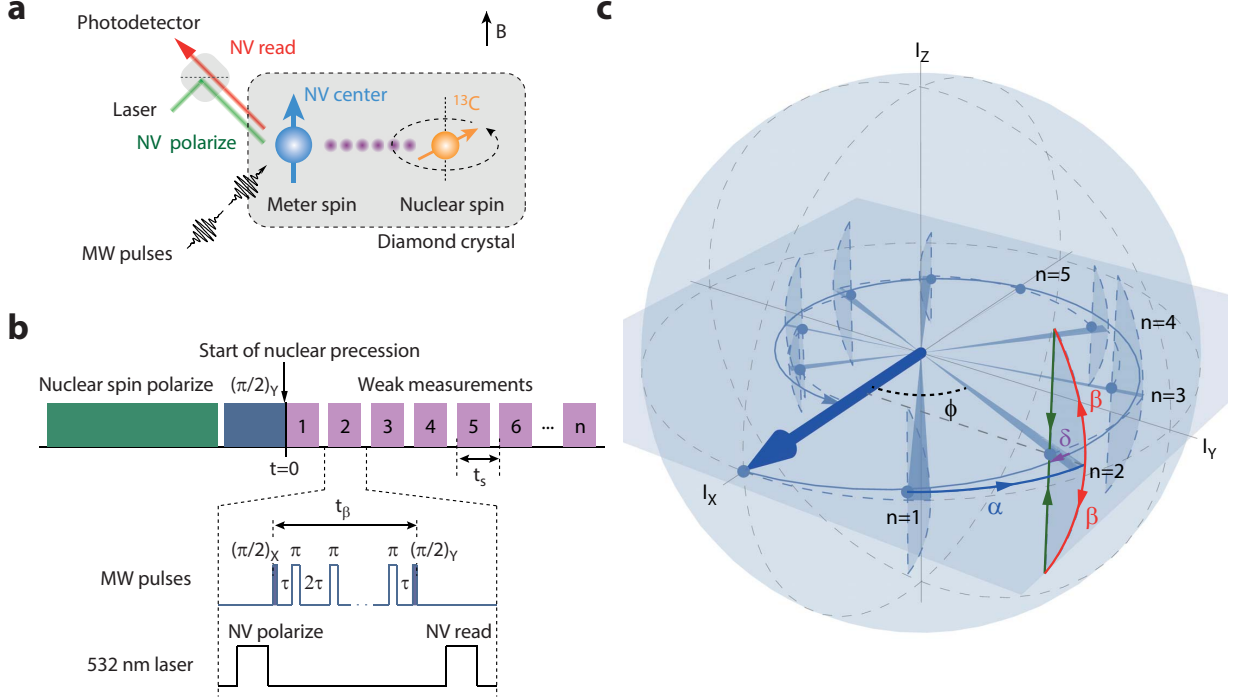 a
Photodetector
NV read
B
Laser
NV center
¹³C
NV polarize
Meter spin
Nuclear spin
MW pulses
Diamond crystal
b
Start of nuclear precession
Nuclear spin polarize
(π/2)Y
Weak measurements
1 2 3 4 5 6 ... n
t=0
ts
tβ
(π/2)X π π π (π/2)Y
MW pulses
τ 2τ ... τ
NV polarize
NV read
532 nm laser
c
IZ
n=5
n=4
n=3
ϕ
β
δ
IY
n=2
IX
n=1
α
β